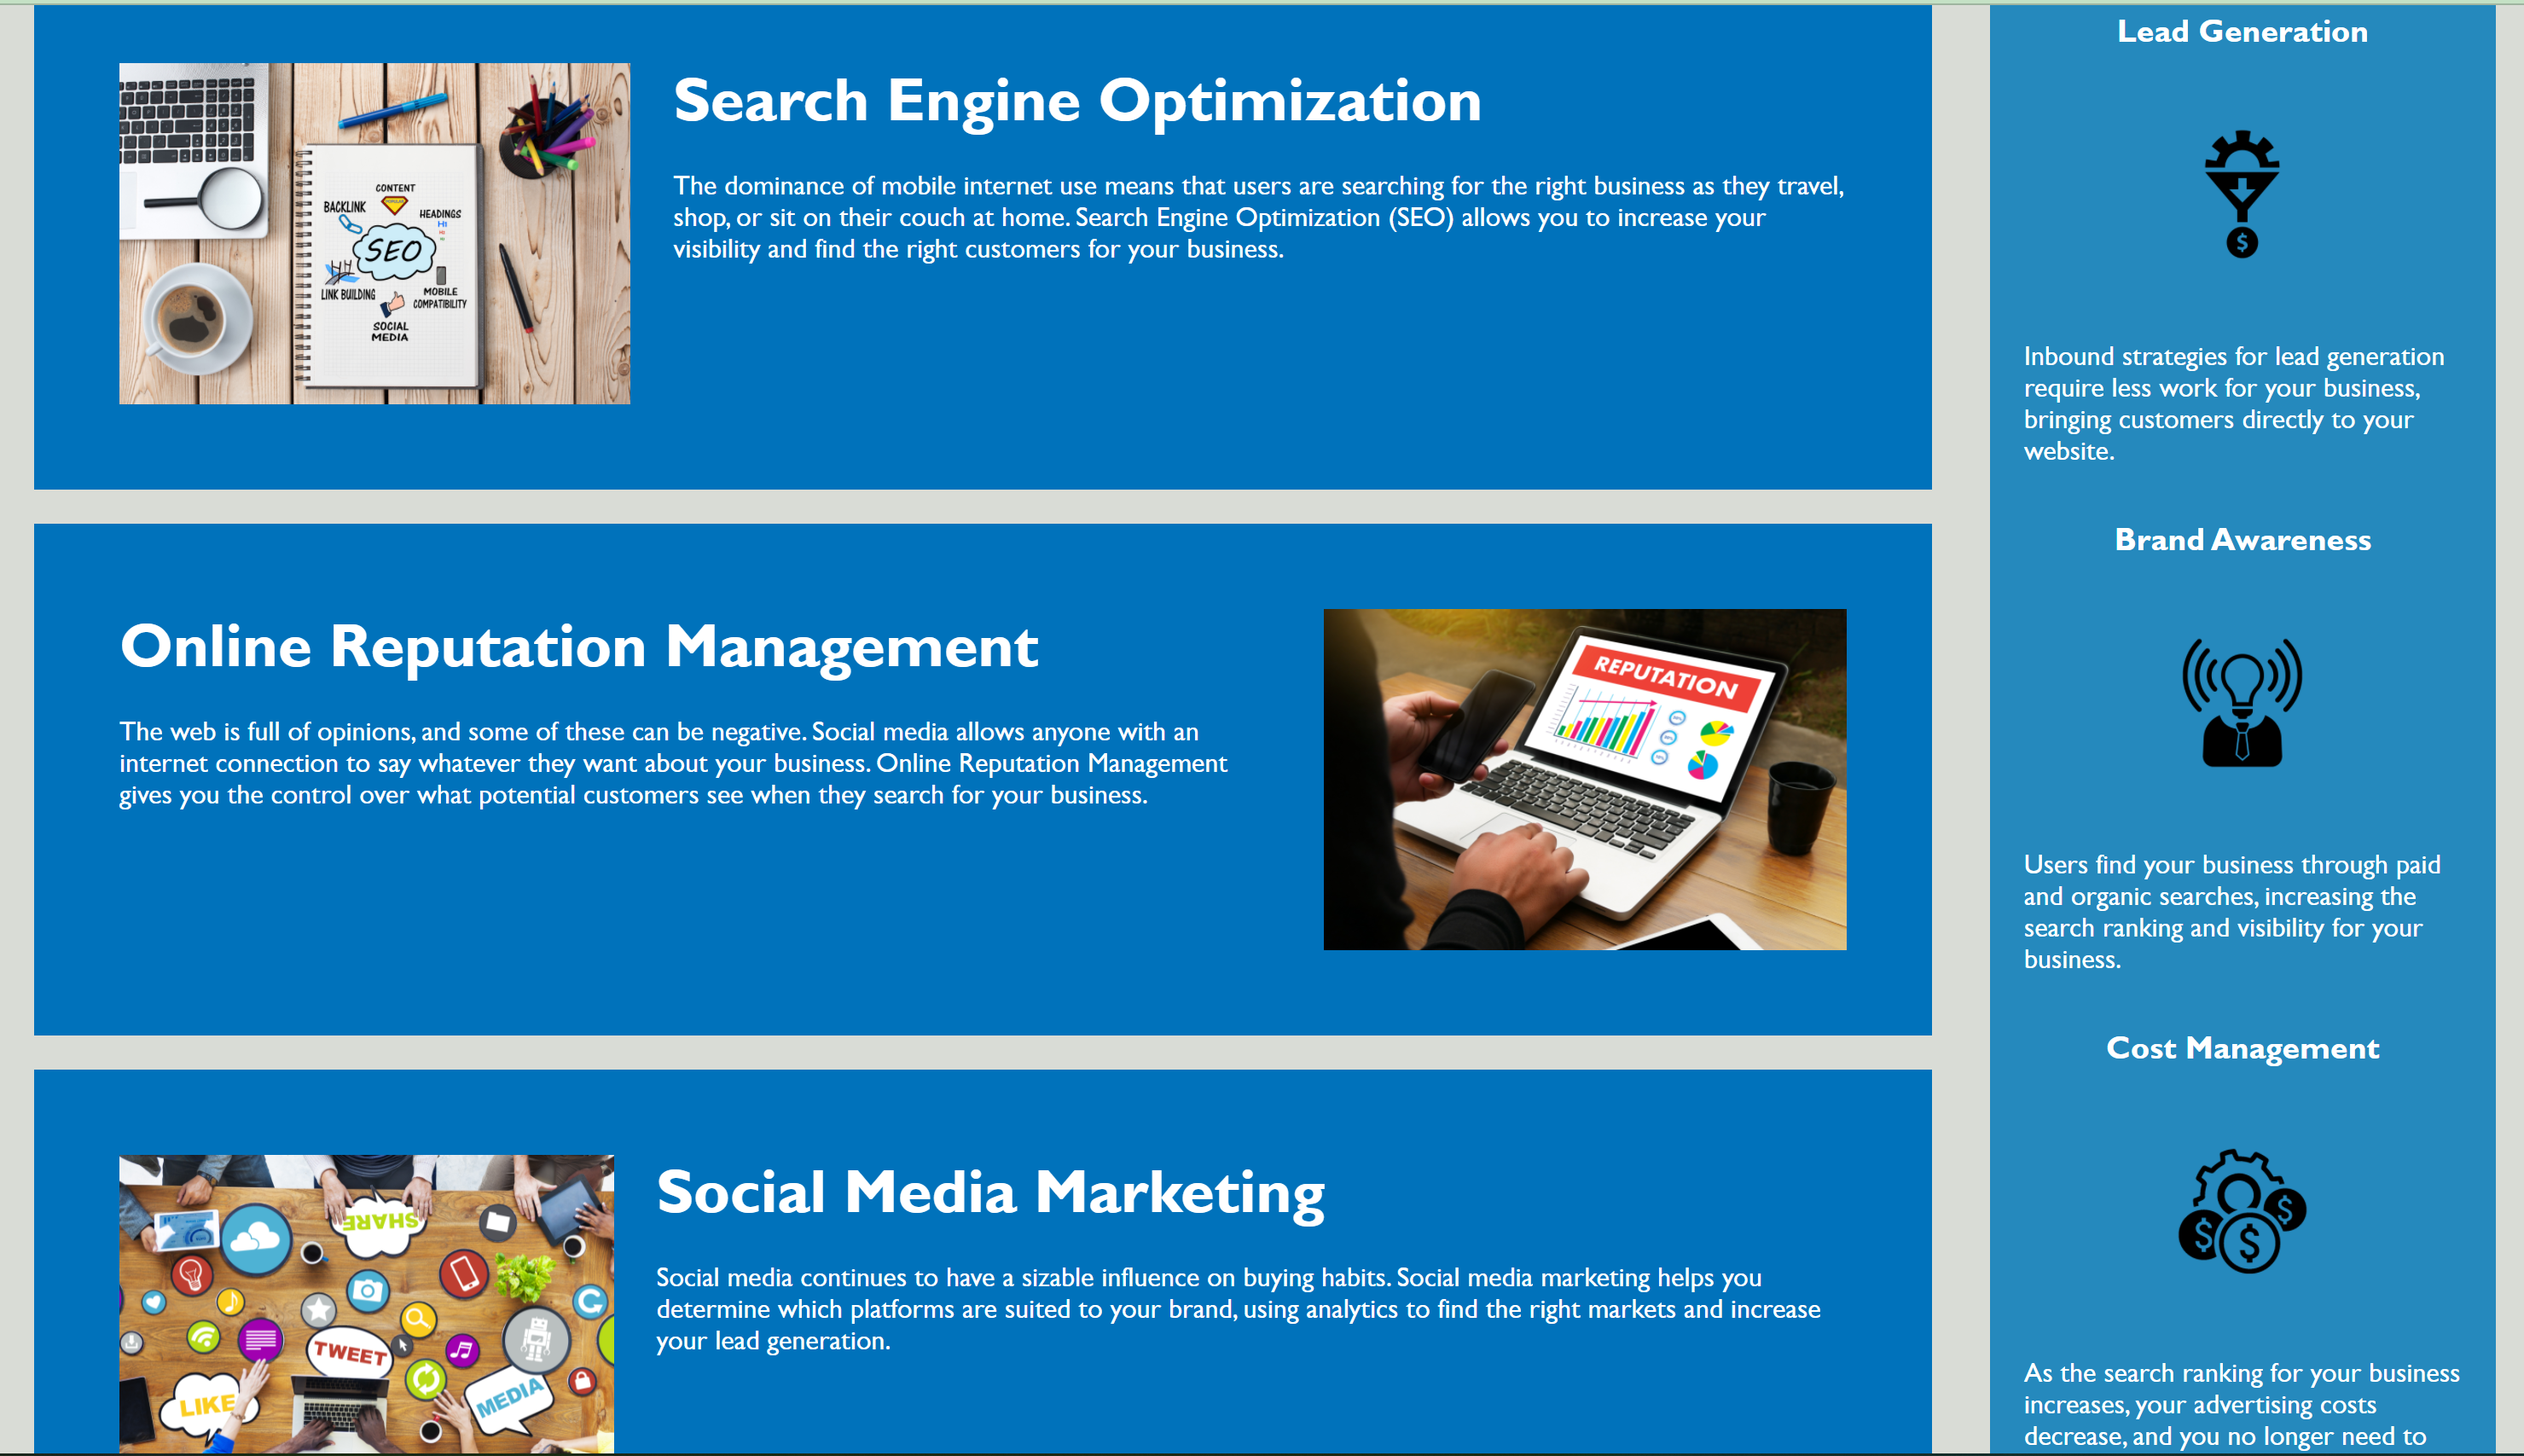 Search Engine Optimization
The dominance of mobile internet use means that users are searching for the right business as they travel,
shop, or sit on their couch at home. Search Engine Optimization (SEO) allows you to increase your
visibility and find the right customers for your business.
CONTENT
BACKLINK
HEADINGS
H1
SEO
LINK BUILDING
MOBILE
COMPATIBILITY
SOCIAL
MEDIA
Online Reputation Management
The web is full of opinions, and some of these can be negative. Social media allows anyone with an
internet connection to say whatever they want about your business. Online Reputation Management
gives you the control over what potential customers see when they search for your business.
REPUTATION
Social Media Marketing
Social media continues to have a sizable influence on buying habits. Social media marketing helps you
determine which platforms are suited to your brand, using analytics to find the right markets and increase
your lead generation.
SHARE
TWEET
LIKE
MEDIA
Lead Generation
$
Inbound strategies for lead generation
require less work for your business,
bringing customers directly to your
website.
Brand Awareness
Users find your business through paid
and organic searches, increasing the
search ranking and visibility for your
business.
Cost Management
$
$
$
As the search ranking for your business
increases, your advertising costs
decrease, and you no longer need to